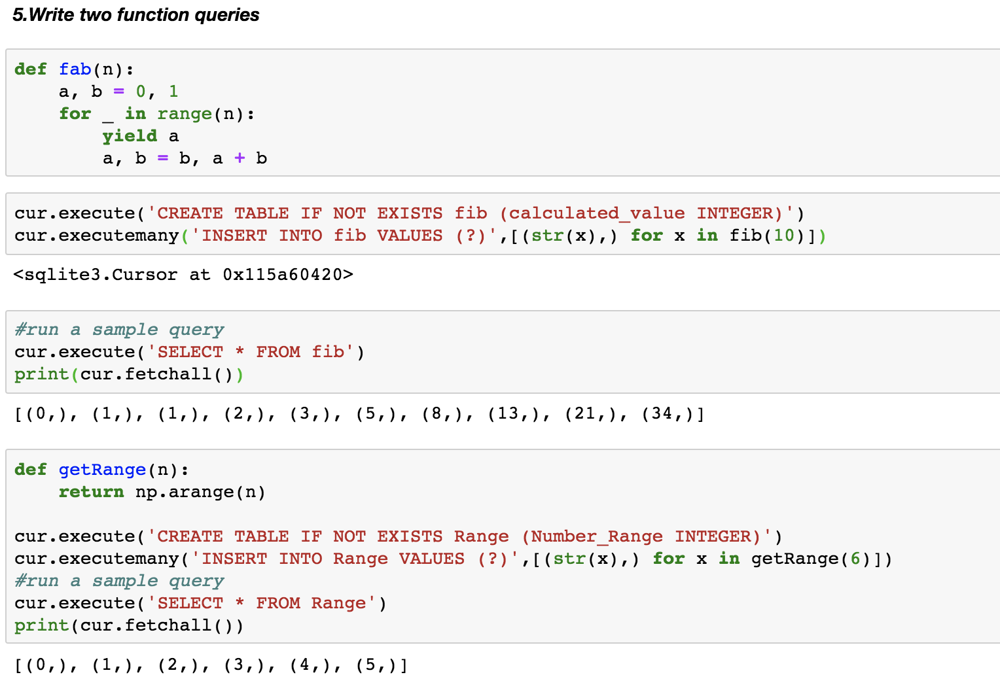 5.Write two function queries
def fab(n):
    a, b = 0, 1
    for _ in range(n):
        yield a
        a, b = b, a + b
cur.execute('CREATE TABLE IF NOT EXISTS fib (calculated_value INTEGER)')
cur.executemany('INSERT INTO fib VALUES (?)',[(str(x),) for x in fib(10)])
<sqlite3.Cursor at 0x115a60420>
#run a sample query
cur.execute('SELECT * FROM fib')
print(cur.fetchall())
[(0,), (1,), (1,), (2,), (3,), (5,), (8,), (13,), (21,), (34,)]
def getRange(n):
    return np.arange(n)
cur.execute('CREATE TABLE IF NOT EXISTS Range (Number_Range INTEGER)')
cur.executemany('INSERT INTO Range VALUES (?)',[(str(x),) for x in getRange(6)])
#run a sample query
cur.execute('SELECT * FROM Range')
print(cur.fetchall())
[(0,), (1,), (2,), (3,), (4,), (5,)]